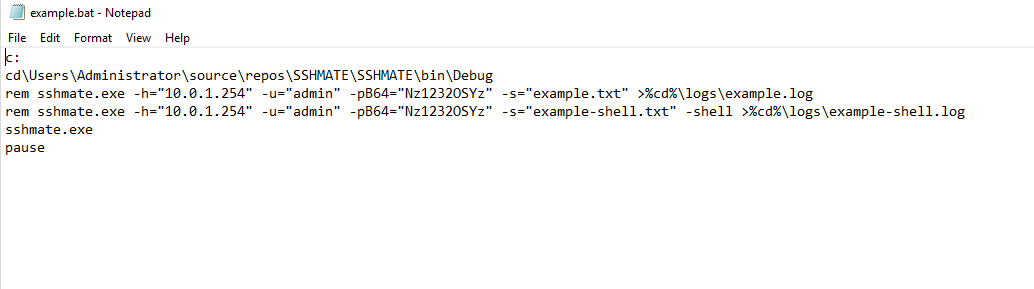 example.bat - Notepad
File Edit Format View Help
c:
cd\Users\Administrator\source\repos\SSHMATE\SSHMATE\bin\Debug
rem sshmate.exe -h="10.0.1.254" -u="admin" -pB64="Nz1232OSYz" -s="example.txt" >%cd%\logs\example.log
rem sshmate.exe -h="10.0.1.254" -u="admin" -pB64="Nz1232OSYz" -s="example-shell.txt" -shell >%cd%\logs\example-shell.log
sshmate.exe
pause